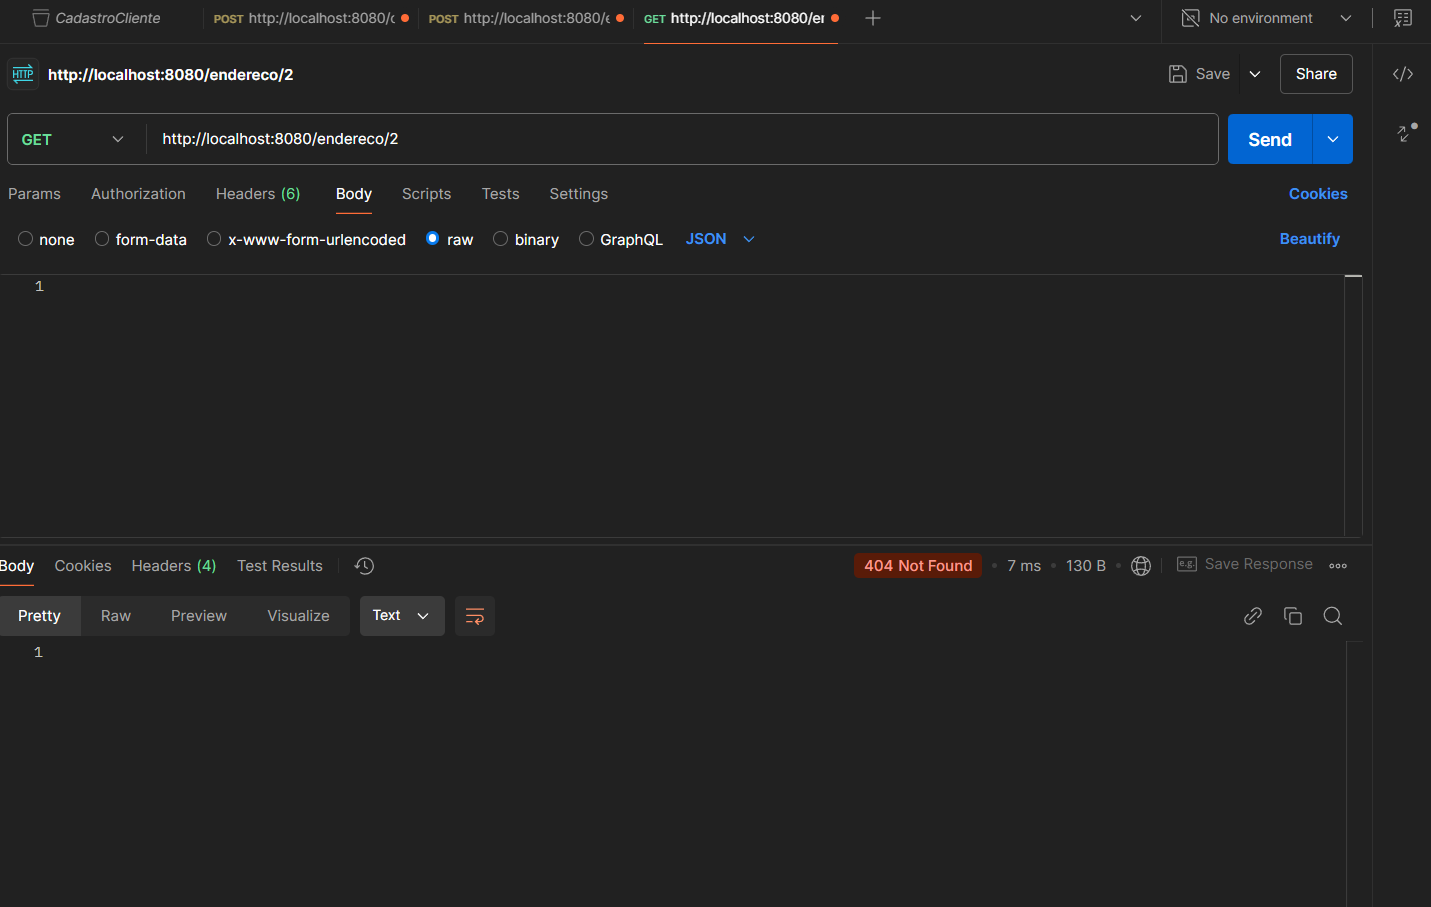 CadastroCliente
POST http://localhost:8080/c
POST http://localhost:8080/e
GET http://localhost:8080/er
No environment
HTTP
http://localhost:8080/endereco/2
Save
Share
GET
http://localhost:8080/endereco/2
Send
Params
Authorization
Headers (6)
Body
Scripts
Tests
Settings
Cookies
none
form-data
x-www-form-urlencoded
raw
binary
GraphQL
JSON
Beautify
1
Body
Cookies
Headers (4)
Test Results
404 Not Found
7 ms
130 B
e.g.
Save Response
Pretty
Raw
Preview
Visualize
Text
1